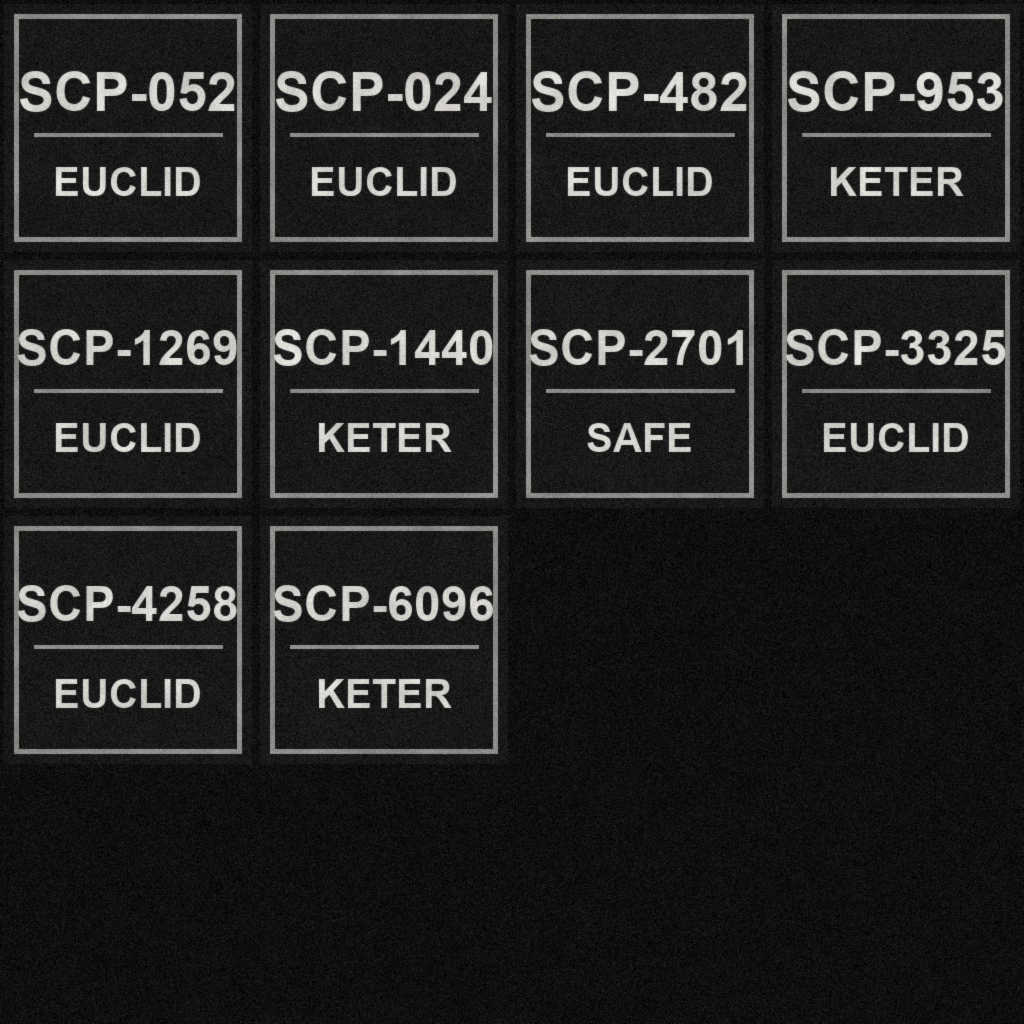 SCP-052
EUCLID
SCP-024
EUCLID
SCP-482
EUCLID
SCP-953
KETER
SCP-1269
EUCLID
SCP-1440
KETER
SCP-2701
SAFE
SCP-3325
EUCLID
SCP-4258
EUCLID
SCP-6096
KETER